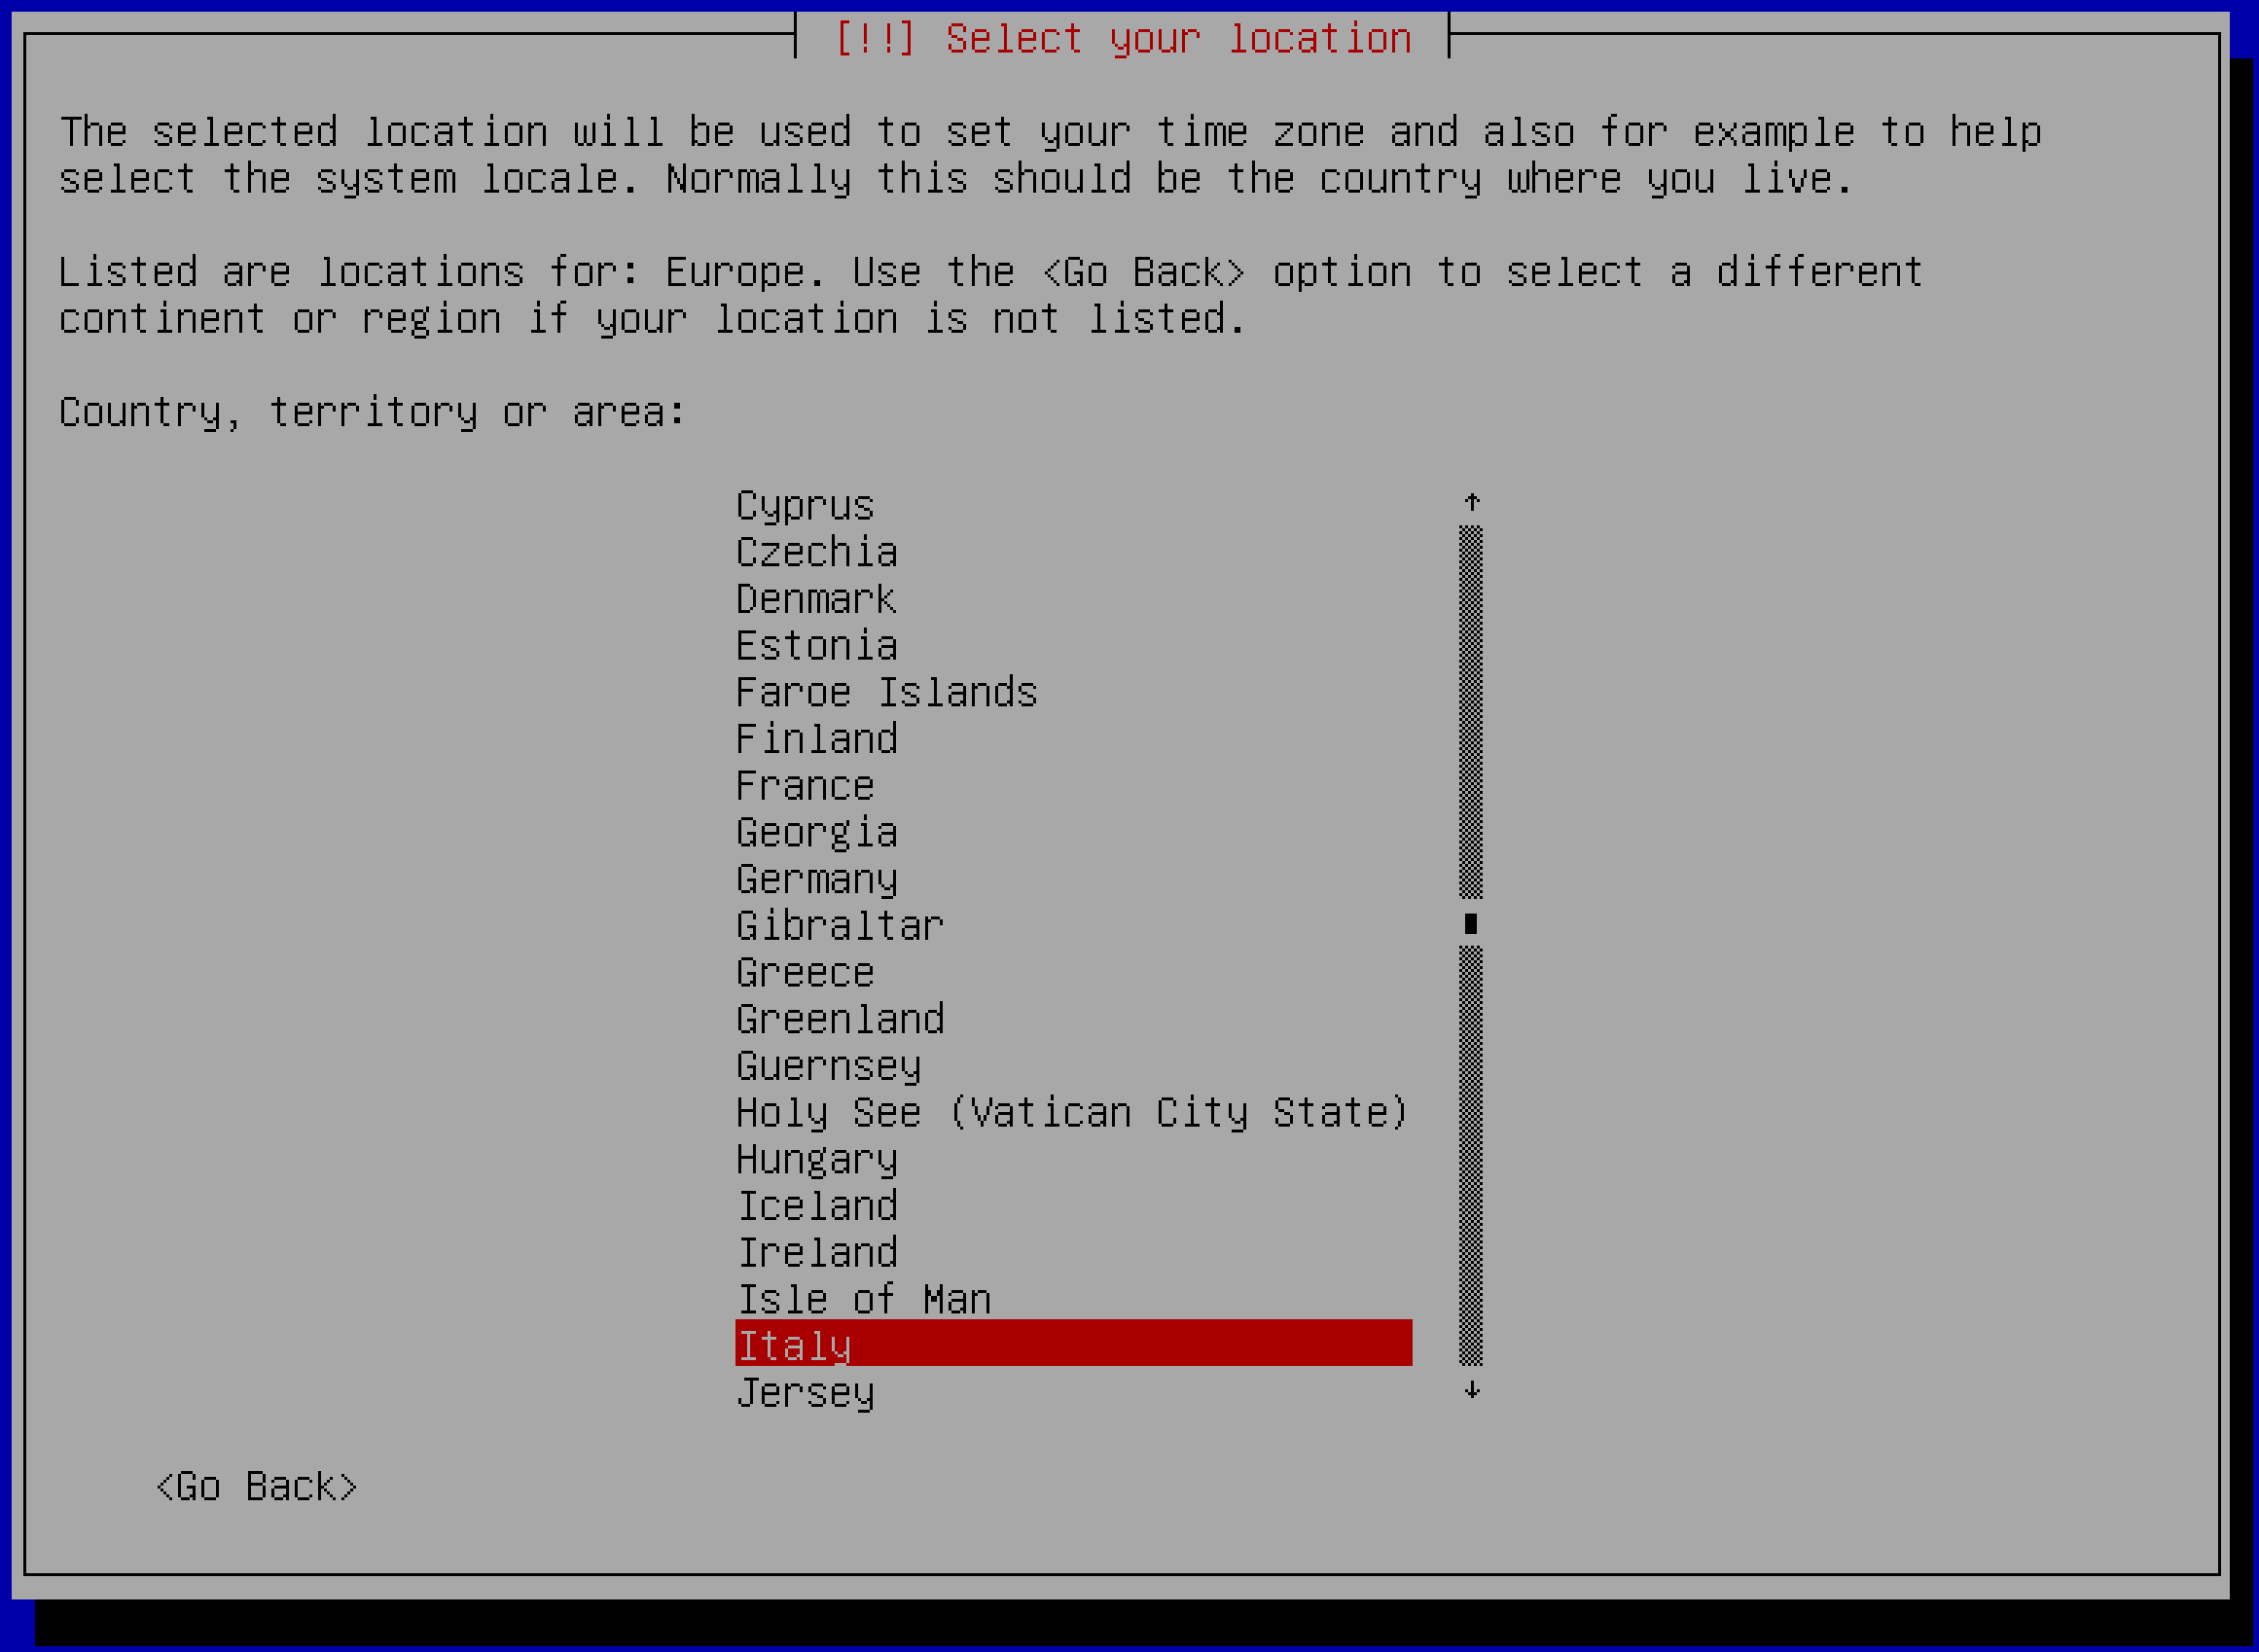 [!!] Select your location
The selected location will be used to set your time zone and also for example to help
select the system locale. Normally this should be the country where you live.
Listed are locations for: Europe. Use the <Go Back> option to select a different
continent or region if your location is not listed.
Country, territory or area:
Cyprus
Czechia
Denmark
Estonia
Faroe Islands
Finland
France
Georgia
Germany
Gibraltar
Greece
Greenland
Guernsey
Holy See (Vatican City State)
Hungary
Iceland
Ireland
Isle of Man
Italy
Jersey
<Go Back>